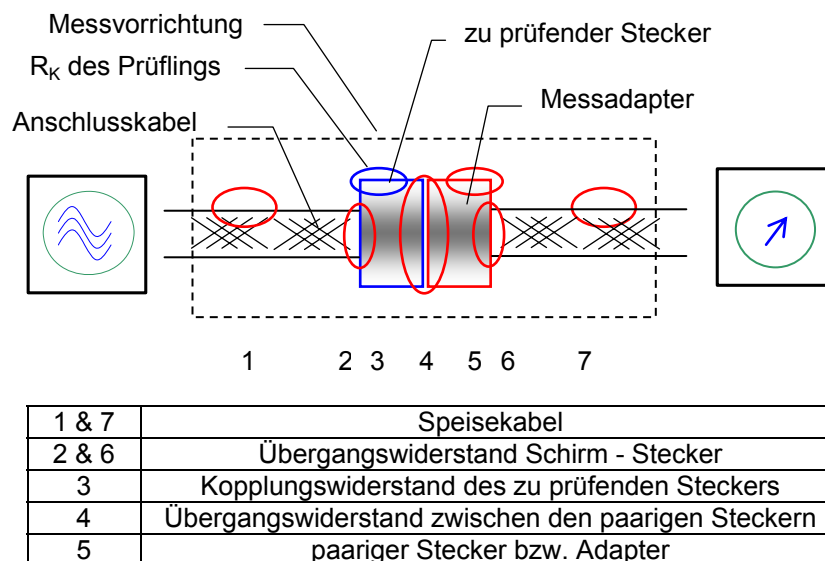 Messvorrichtung
zu prüfender Stecker
RK des Prüflings
Messadapter
Anschlusskabel
1 2 3 4 5 6 7
1 & 7 Speisekabel
2 & 6 Übergangswiderstand Schirm - Stecker
3 Kopplungswiderstand des zu prüfenden Steckers
4 Übergangswiderstand zwischen den paarigen Steckern
5 paariger Stecker bzw. Adapter